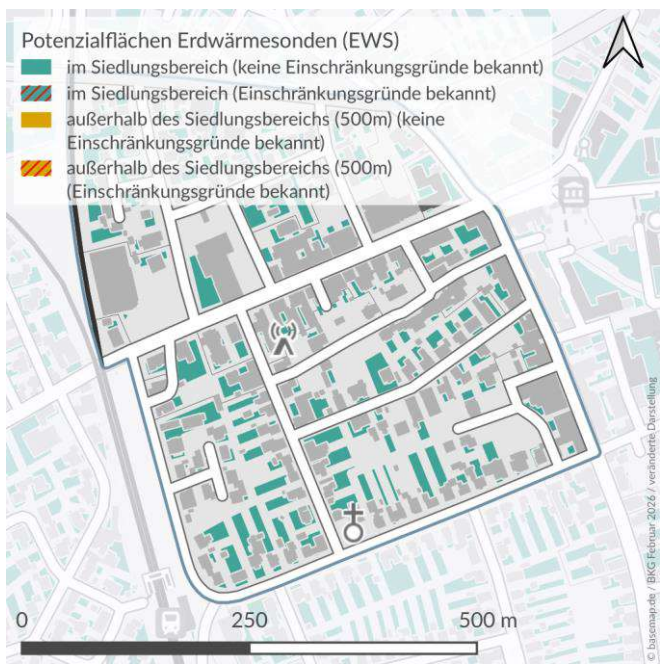 Potenzialflächen Erdwärmesonden (EWS)
im Siedlungsbereich (keine Einschränkungsgründe bekannt)
im Siedlungsbereich (Einschränkungsgründe bekannt)
außerhalb des Siedlungsbereichs (500m) (keine
Einschränkungsgründe bekannt)
außerhalb des Siedlungsbereichs (500m)
(Einschränkungsgründe bekannt)
0 250 500 m
© basemap.de / BKG Februar 2026 / veränderte Darstellung